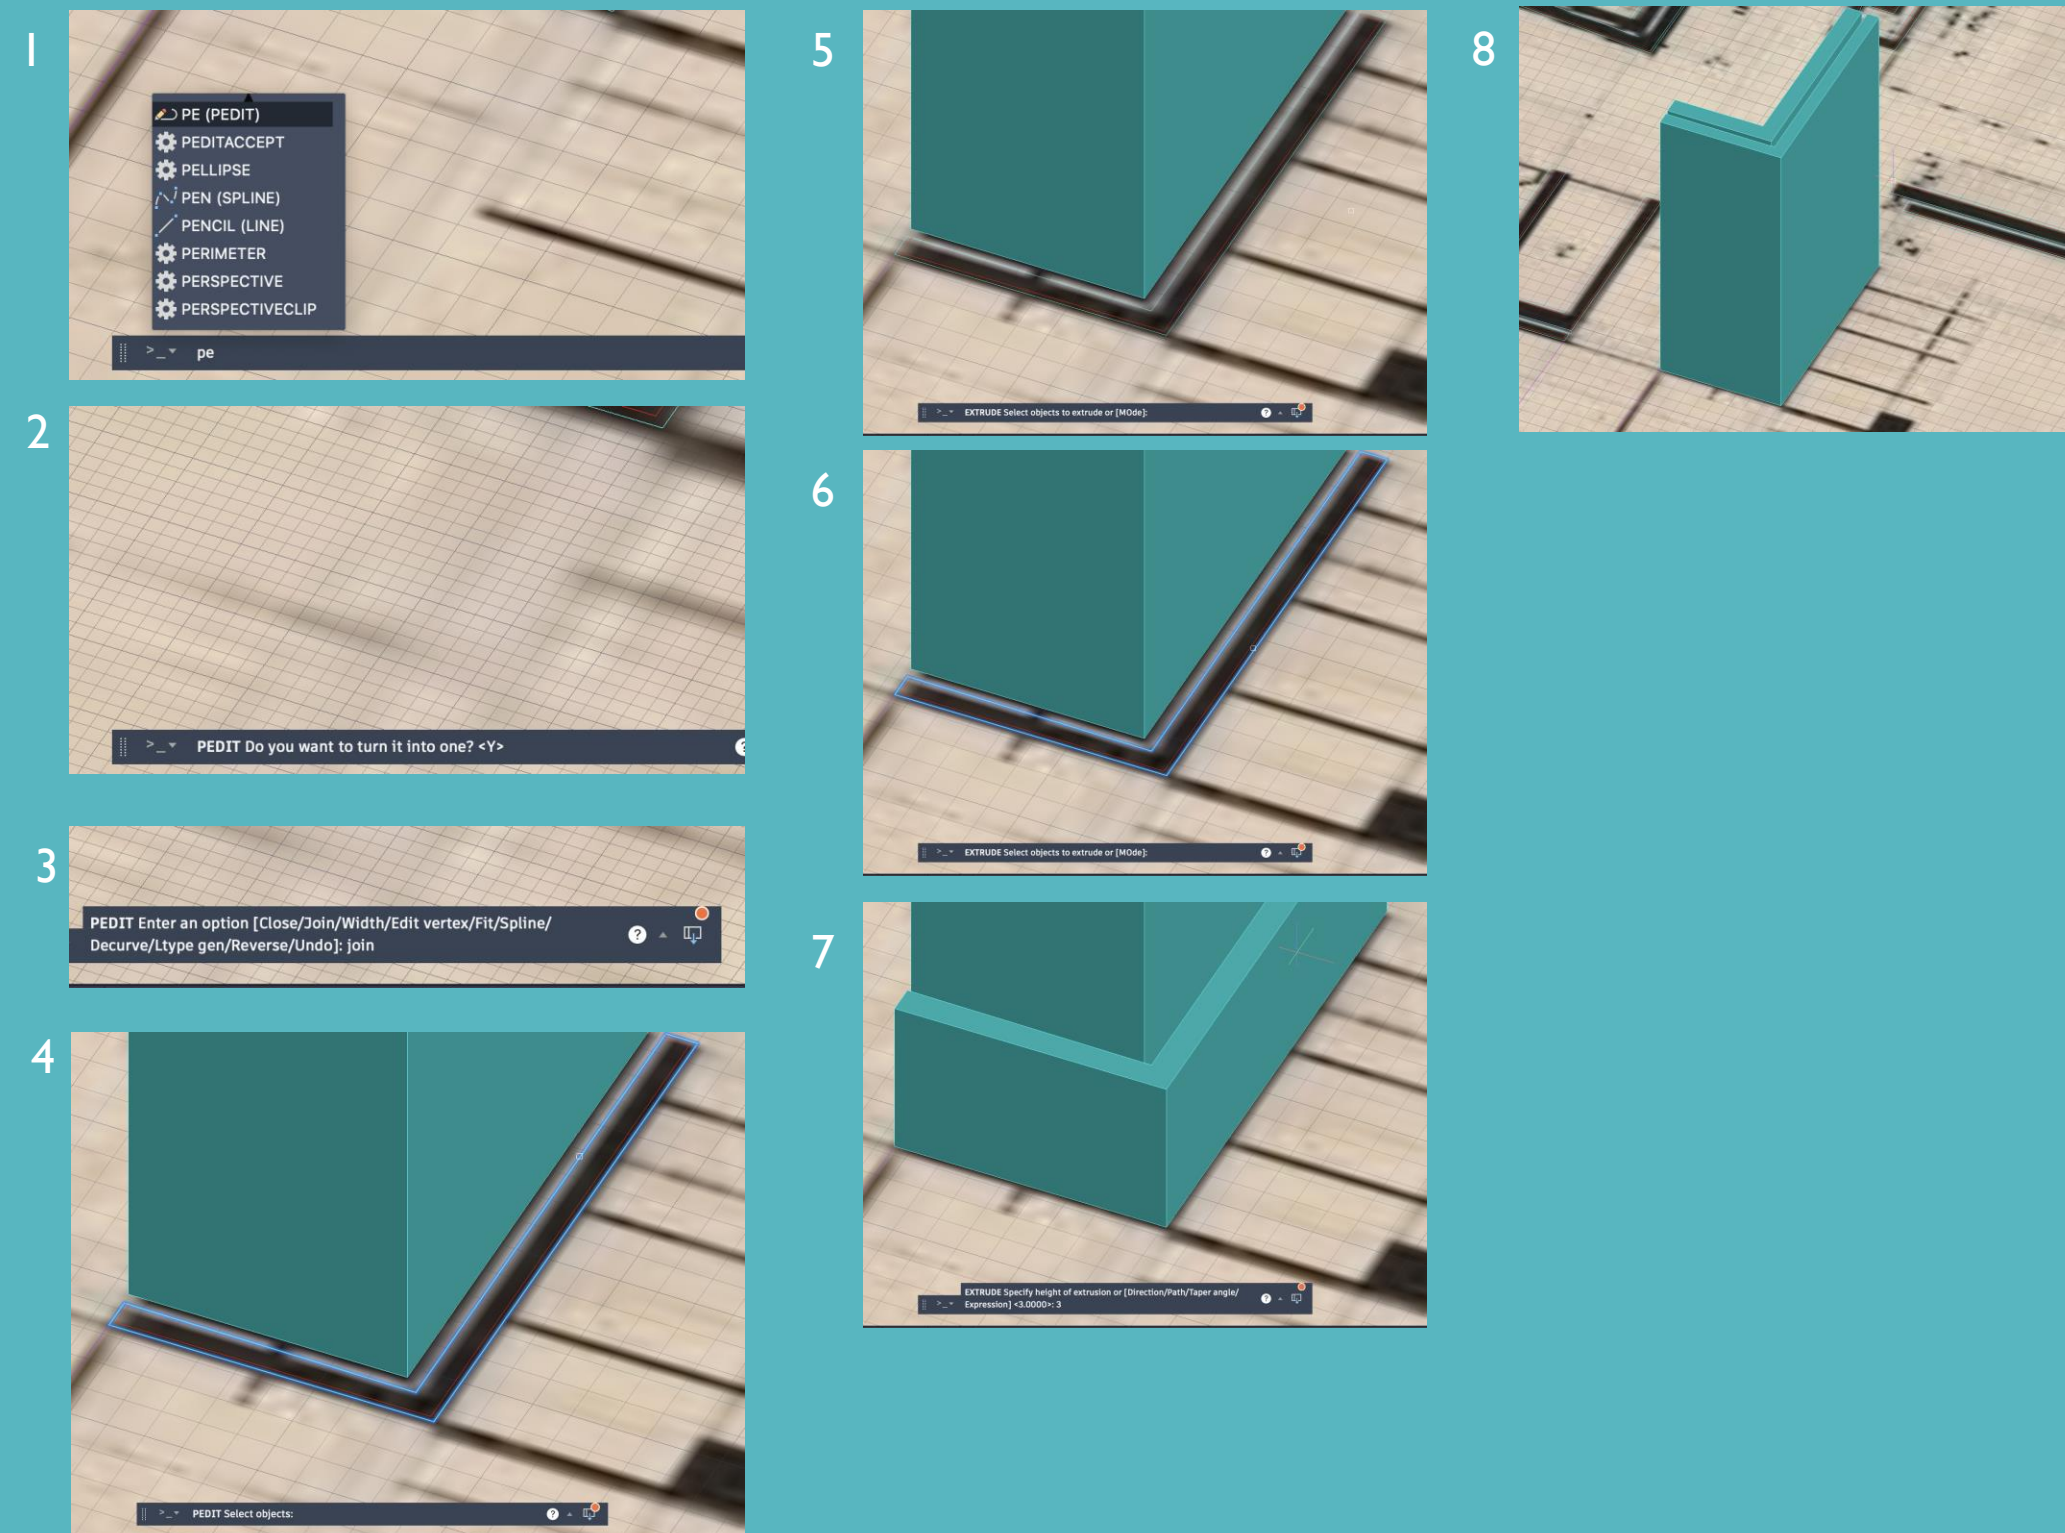 1
PE (PEDIT)
PEDITACCEPT
PELLIPSE
PEN (SPLINE)
PENCIL (LINE)
PERIMETER
PERSPECTIVE
PERSPECTIVECLIP
>_ pe
2
>_ PEDIT Do you want to turn it into one? <Y>
?
3
PEDIT Enter an option [Close/Join/Width/Edit vertex/Fit/Spline/
Decurve/Ltype gen/Reverse/Undo]: join
?
4
>_ PEDIT Select objects:
?
5
>_ EXTRUDE Select objects to extrude or [MOde]:
?
6
>_ EXTRUDE Select objects to extrude or [MOde]:
?
7
EXTRUDE Specify height of extrusion or [Direction/Path/Taper angle/
>_ Expression] <3.0000>: 3
?
8